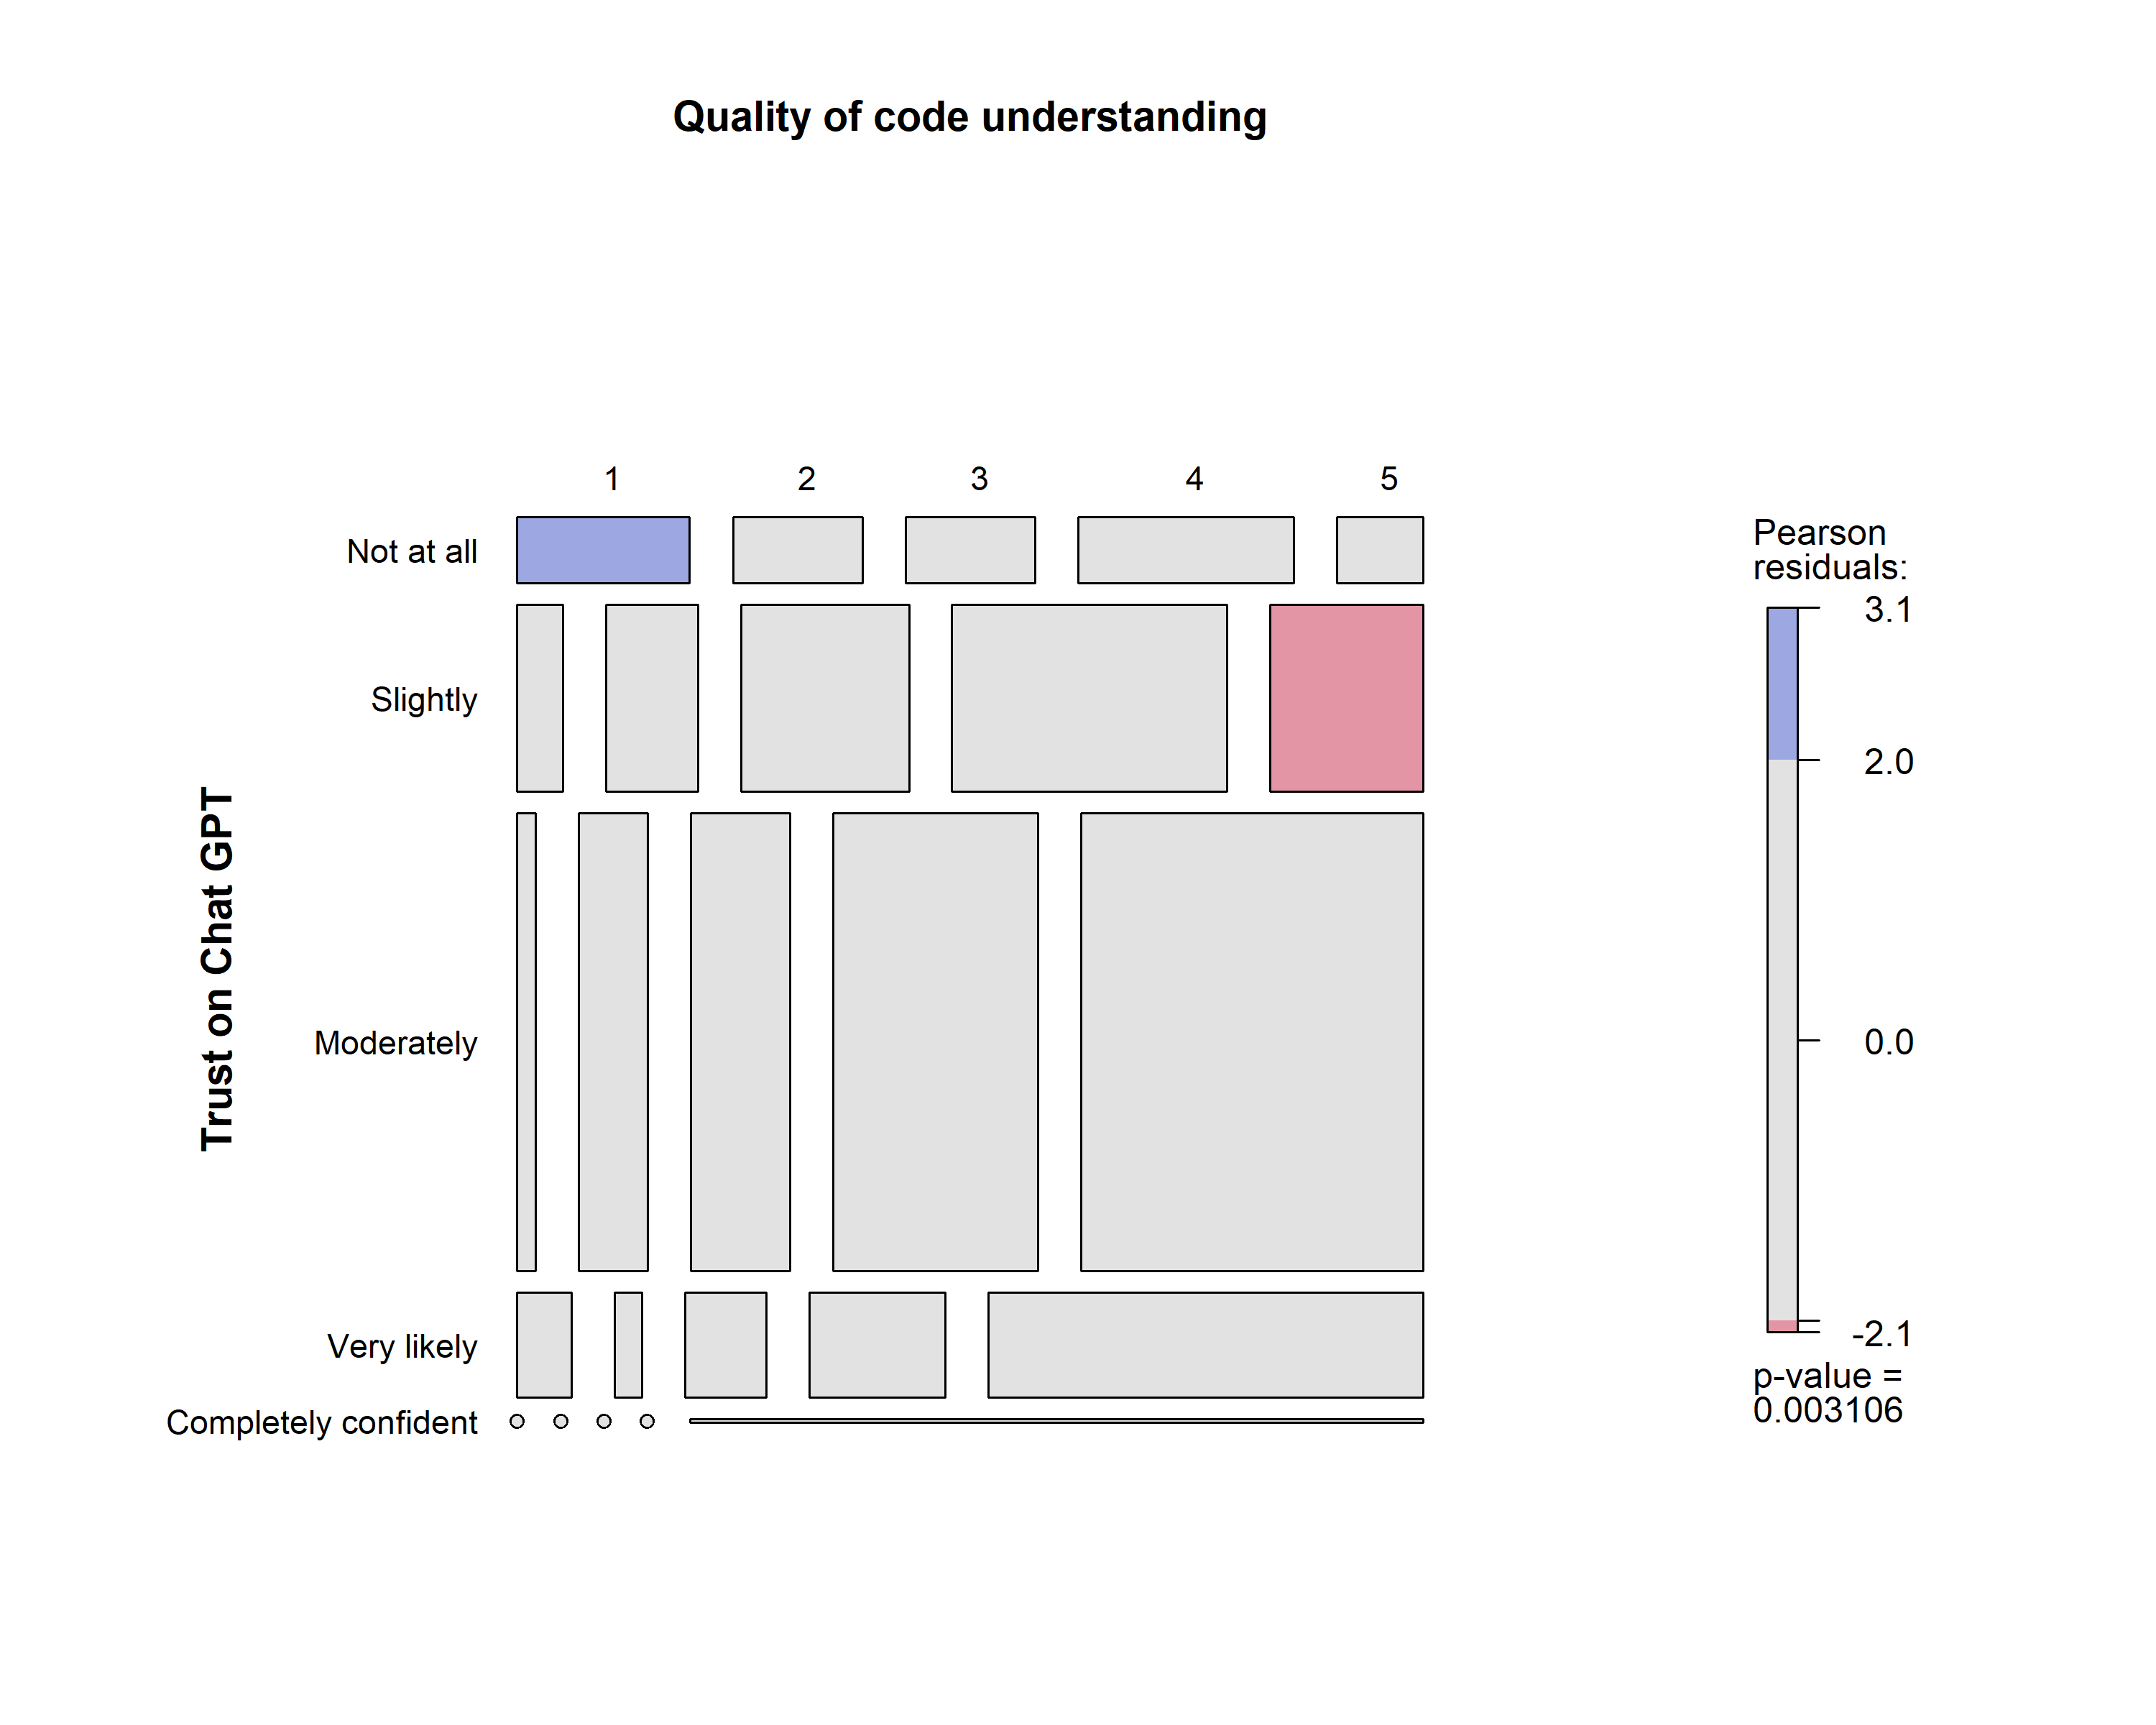 Quality of code understanding
1 2 3 4 5
Trust on Chat GPT
Not at all
Slightly
Moderately
Very likely
Completely confident
Pearson
residuals:
3.1
2.0
0.0
-2.1
p-value =
0.003106